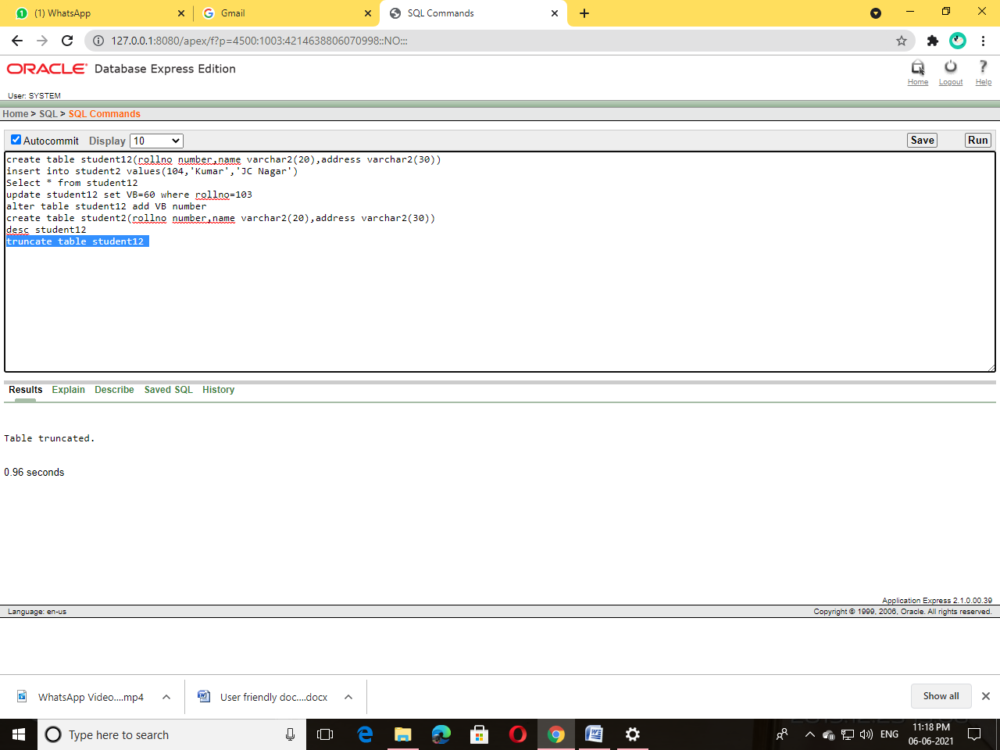 (1) WhatsApp
Gmail
SQL Commands
127.0.0.1:8080/apex/f?p=4500:1003:4214638806070998::NO:::
ORACLE Database Express Edition
Home Logout Help
User: SYSTEM
Home > SQL > SQL Commands
Autocommit Display 10 Save Run
create table student12(rollno number,name varchar2(20),address varchar2(30))
insert into student2 values(104,'Kumar','JC Nagar')
Select * from student12
update student12 set VB=60 where rollno=103
alter table student12 add VB number
create table student2(rollno number,name varchar2(20),address varchar2(30))
desc student12
truncate table student12
Results Explain Describe Saved SQL History
Table truncated.
0.96 seconds
Application Express 2.1.0.00.39
Language: en-us Copyright © 1999, 2006, Oracle. All rights reserved.
WhatsApp Video....mp4 User friendly doc....docx Show all
Type here to search
ENG
11:18 PM
06-06-2021